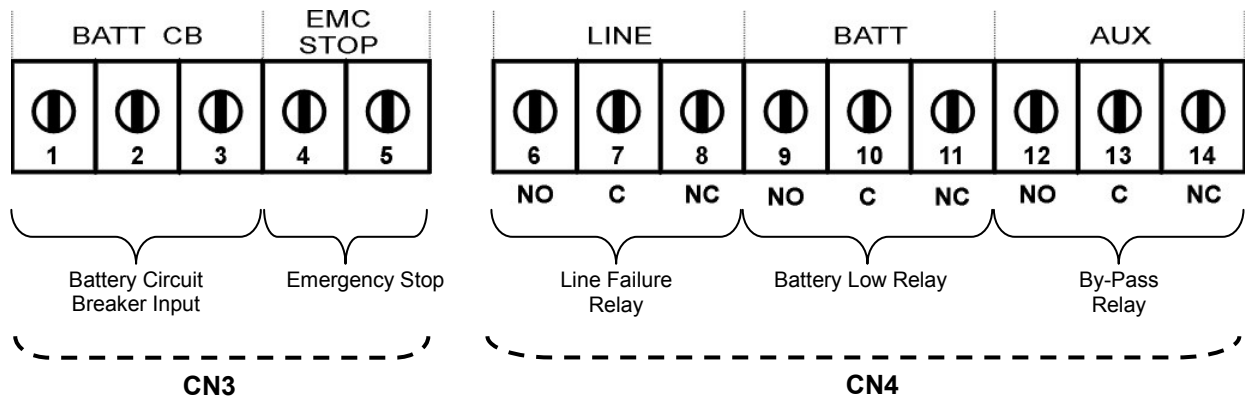 BATT CB
EMC
STOP
LINE
BATT
AUX
1 2 3 4 5
6 7 8 9 10 11 12 13 14
NO C NC NO C NC NO C NC
Battery Circuit
Breaker Input
Emergency Stop
Line Failure
Relay
Battery Low Relay
By-Pass
Relay
CN3
CN4